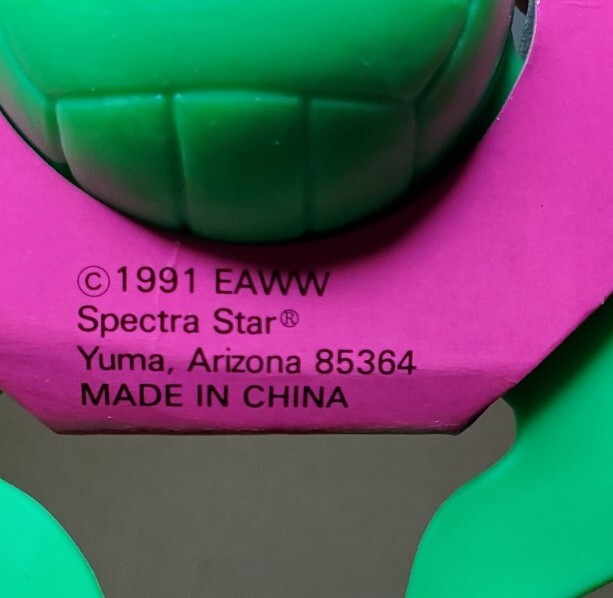 ©1991 EAWW
Spectra Star®
Yuma, Arizona 85364
MADE IN CHINA